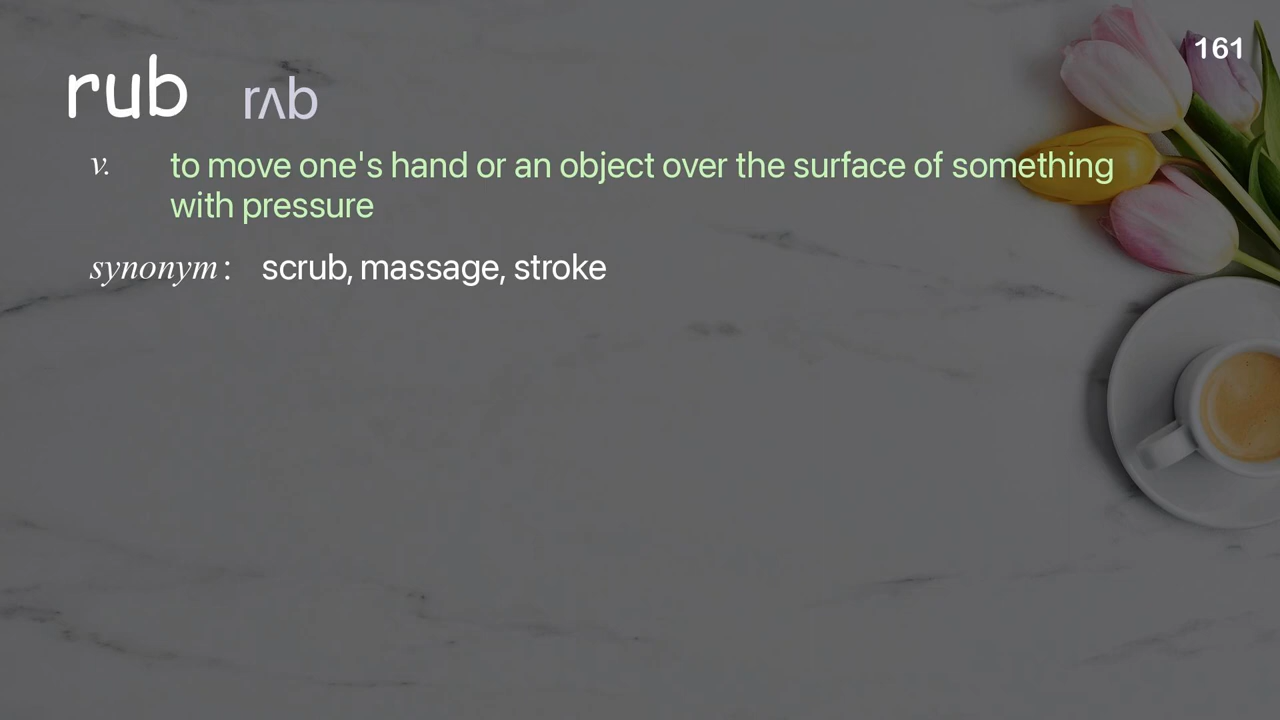 161
rub rʌb
v. to move one's hand or an object over the surface of something
with pressure
synonym: scrub, massage, stroke